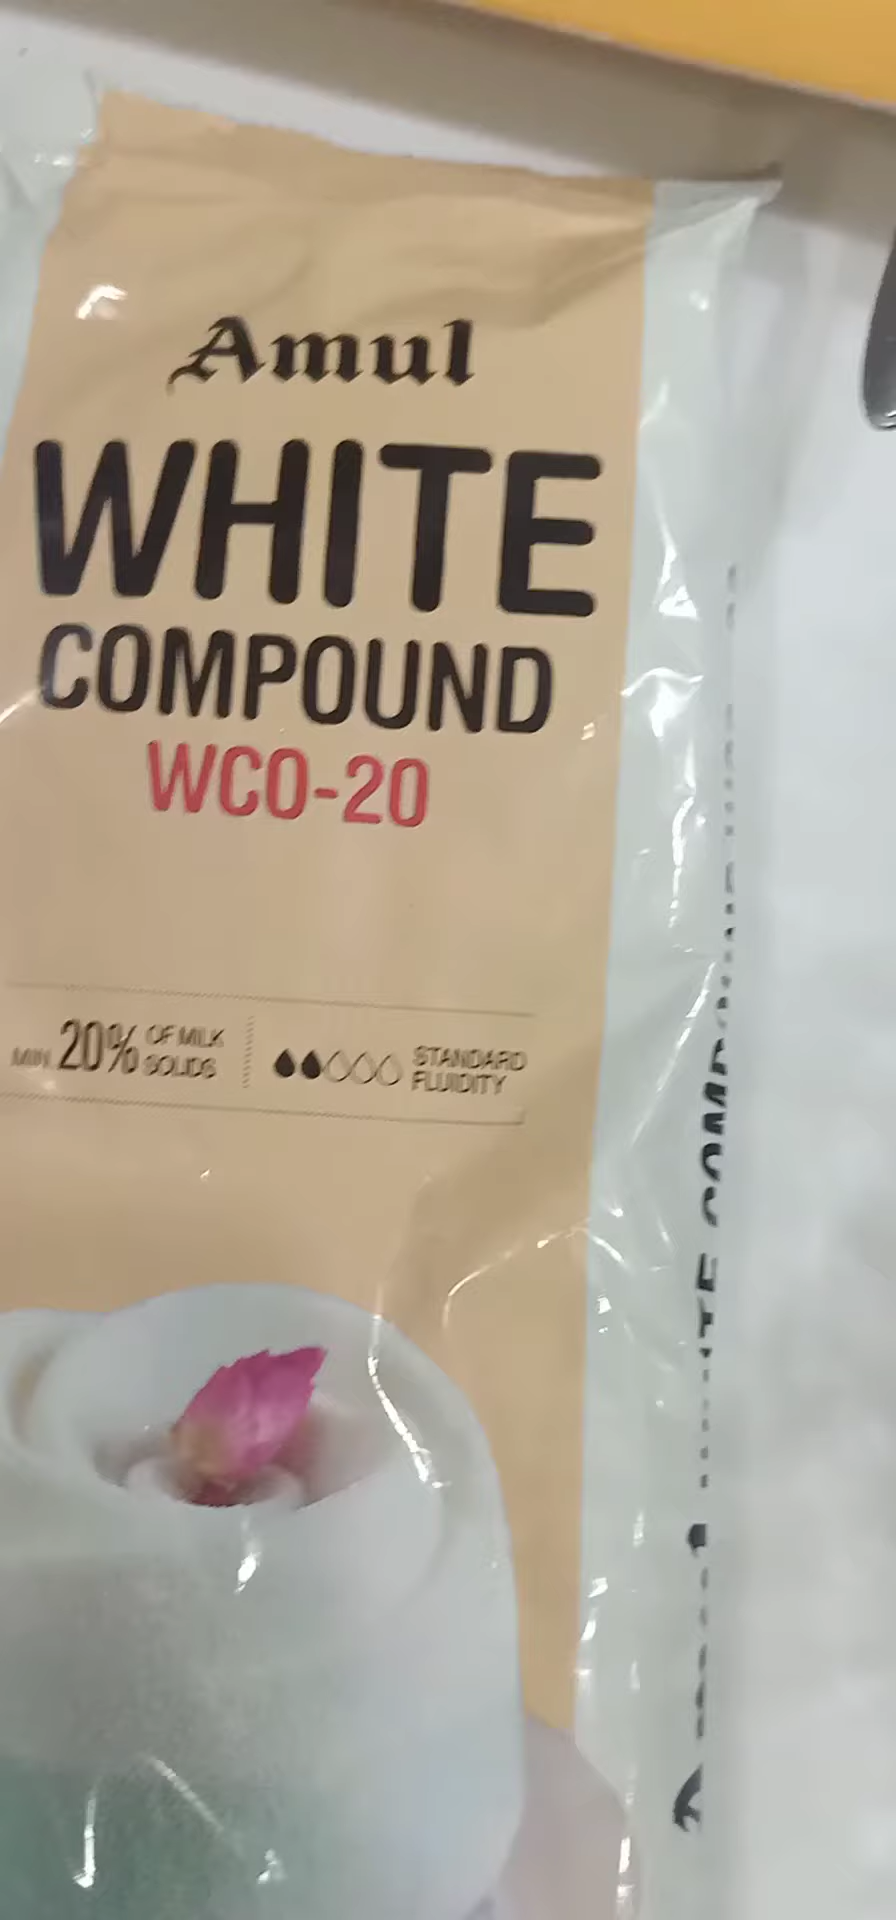 Amul
WHITE
COMPOUND
WCO-20
MIN. 20% OF MILK
SOLIDS
STANDARD
FLUIDITY